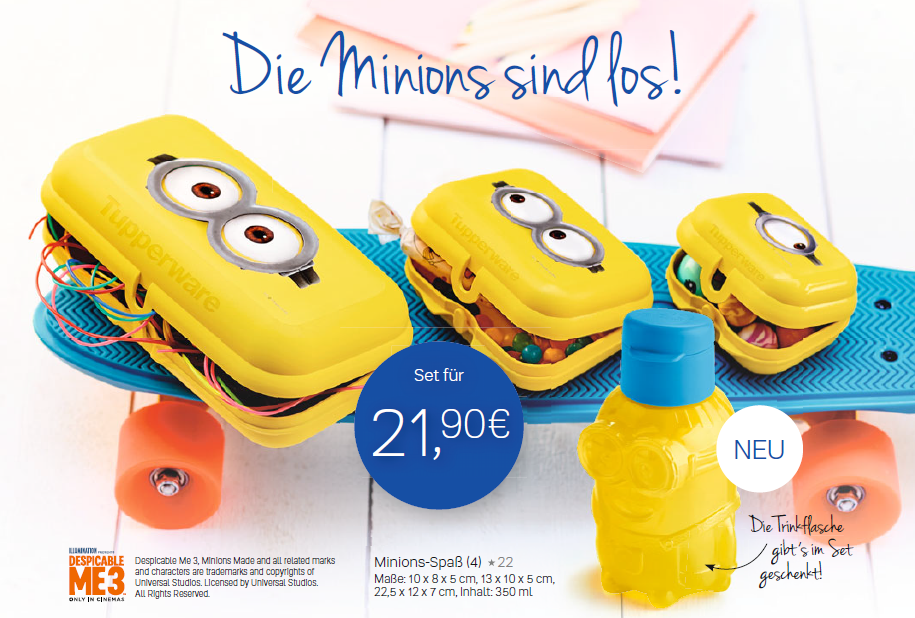 Die Minions sind los!
Tupperware
Tupperware
Tupperware
Set für
21,90€
NEU
Die Trinkflasche
gibt's im Set
geschenkt!
ILLUMINATION PRESENTS
DESPICABLE
ME3
ONLY IN CINEMAS
Despicable Me 3, Minions Made and all related marks
and characters are trademarks and copyrights of
Universal Studios. Licensed by Universal Studios.
All Rights Reserved.
Minions-Spaß (4) ★22
Maße: 10 x 8 x 5 cm, 13 x 10 x 5 cm,
22,5 x 12 x 7 cm, Inhalt: 350 ml